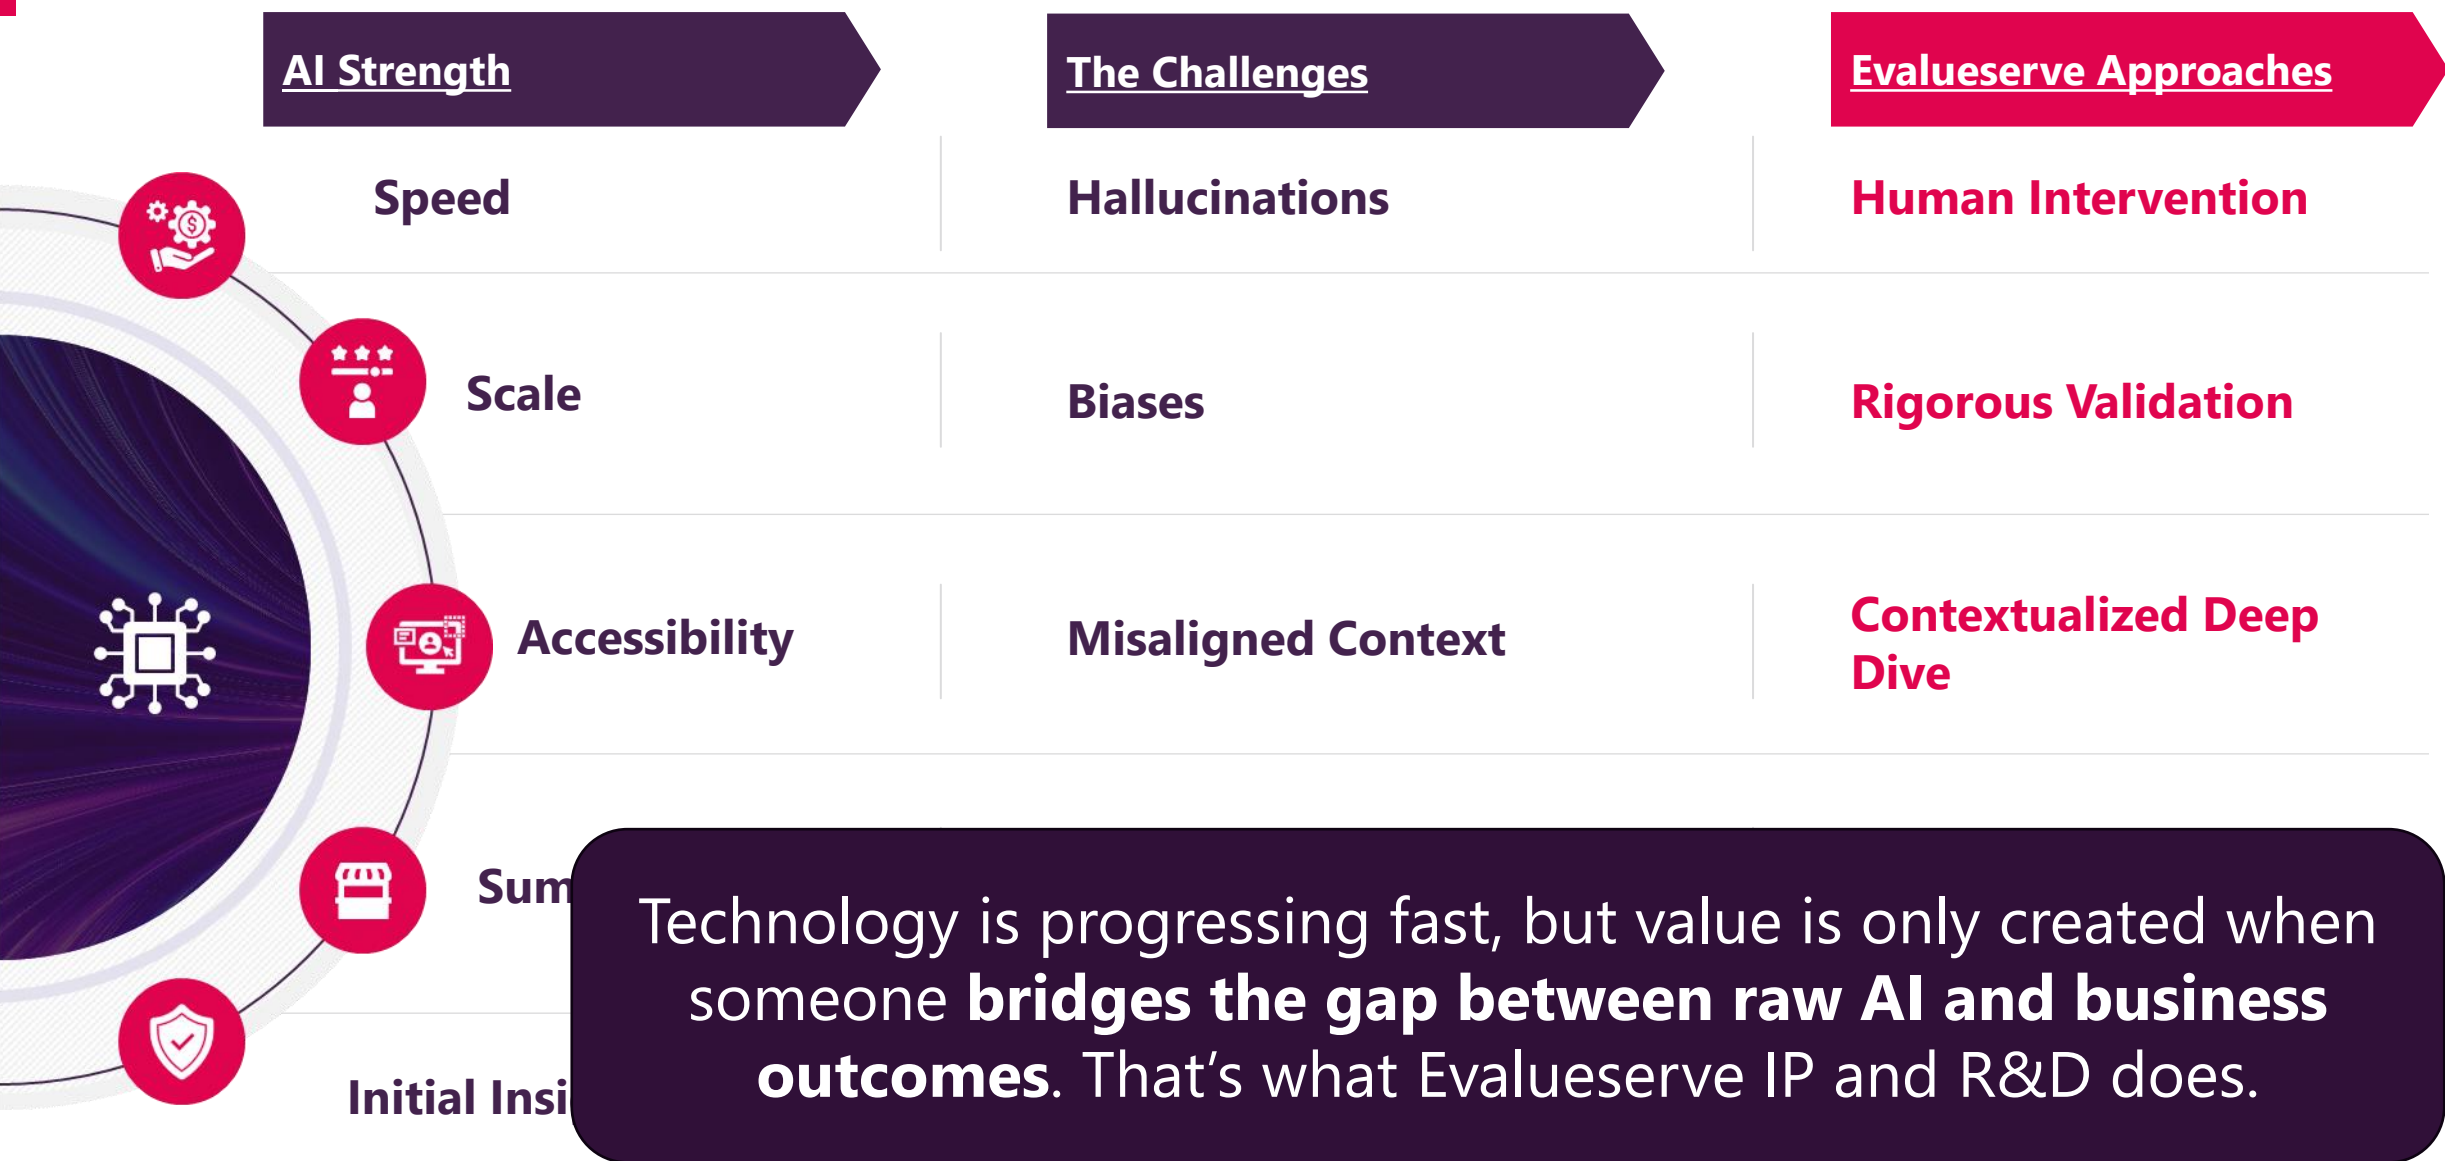 AI Strength
The Challenges
Evalueserve Approaches
Speed
Hallucinations
Human Intervention
Scale
Biases
Rigorous Validation
Accessibility
Misaligned Context
Contextualized Deep
Dive
Technology is progressing fast, but value is only created when
someone bridges the gap between raw AI and business
outcomes. That’s what Evalueserve IP and R&D does.
Initial